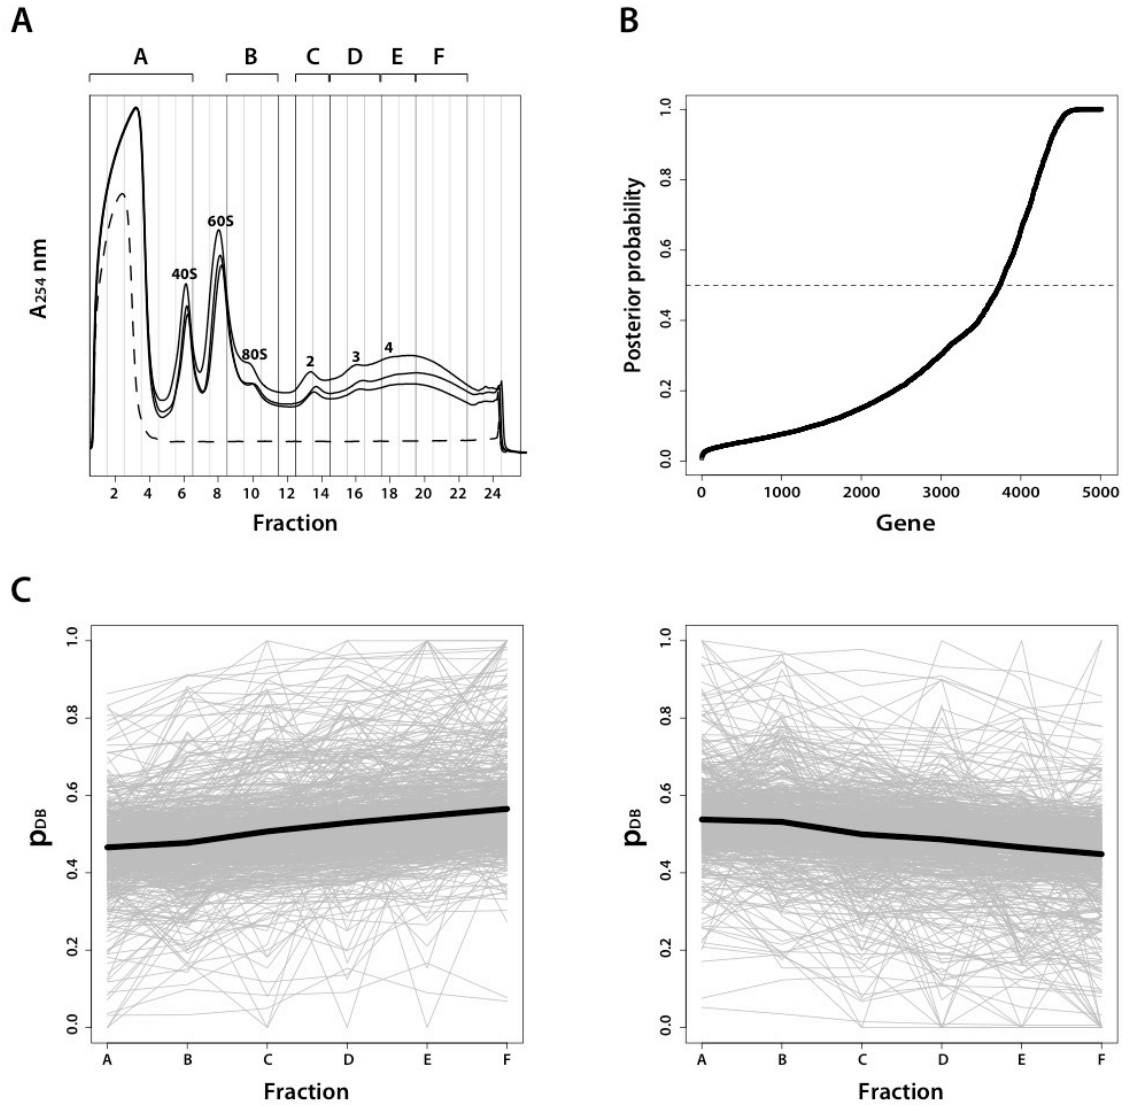 A
A B C D E F
A254 nm
40S
60S
80S
2
3
4
2 4 6 8 10 12 14 16 18 20 22 24
Fraction
B
Posterior probability
1.0
0.8
0.6
0.4
0.2
0.0
0 1000 2000 3000 4000 5000
Gene
C
pDB
1.0
0.8
0.6
0.4
0.2
0.0
A B C D E F
Fraction
pDB
1.0
0.8
0.6
0.4
0.2
0.0
A B C D E F
Fraction